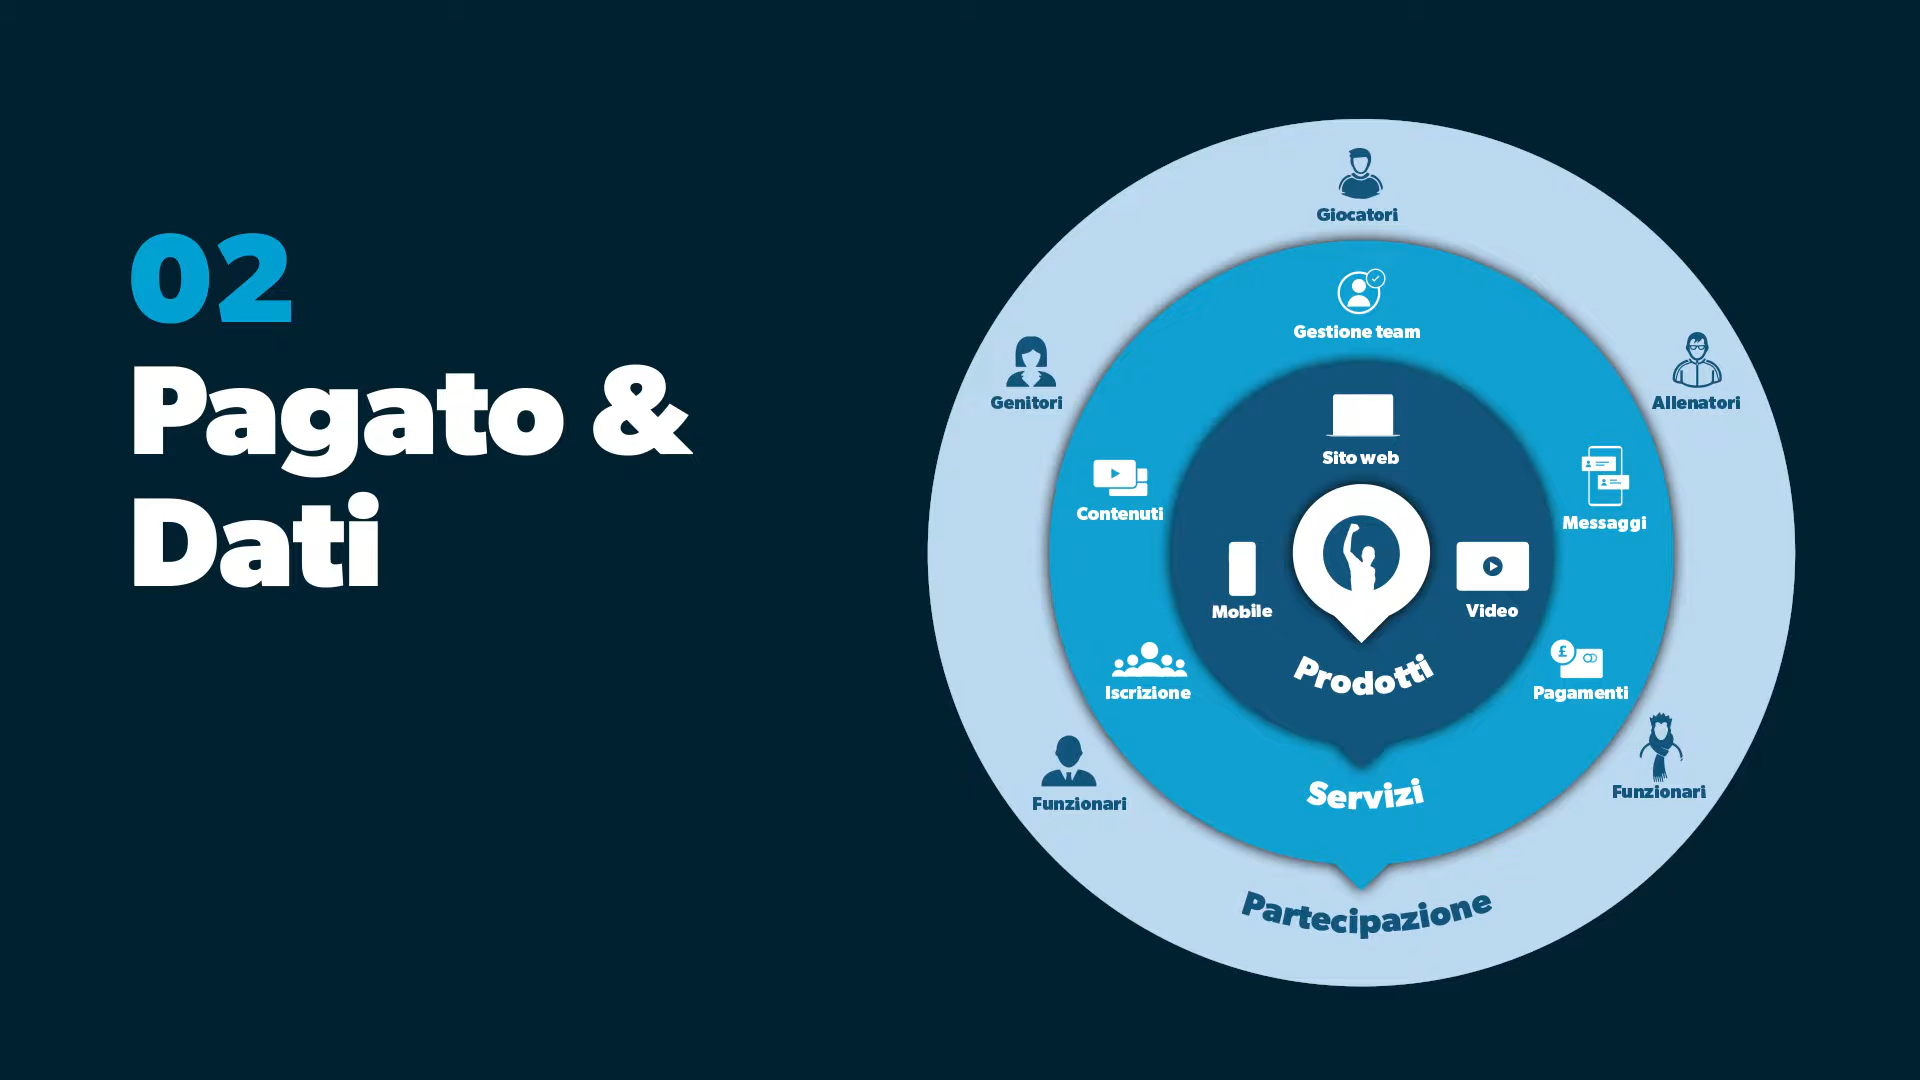 02
Pagato &
Dati
Giocatori
Gestione team
Genitori
Allenatori
Sito web
Contenuti
Messaggi
Mobile
Video
Prodotti
Iscrizione
Pagamenti
Servizi
Funzionari
Funzionari
Partecipazione
£